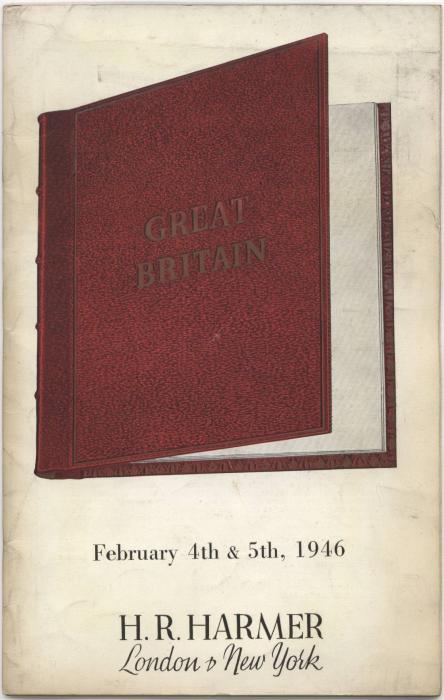 GREAT
BRITAIN
February 4th & 5th, 1946
H. R. HARMER
London & New York